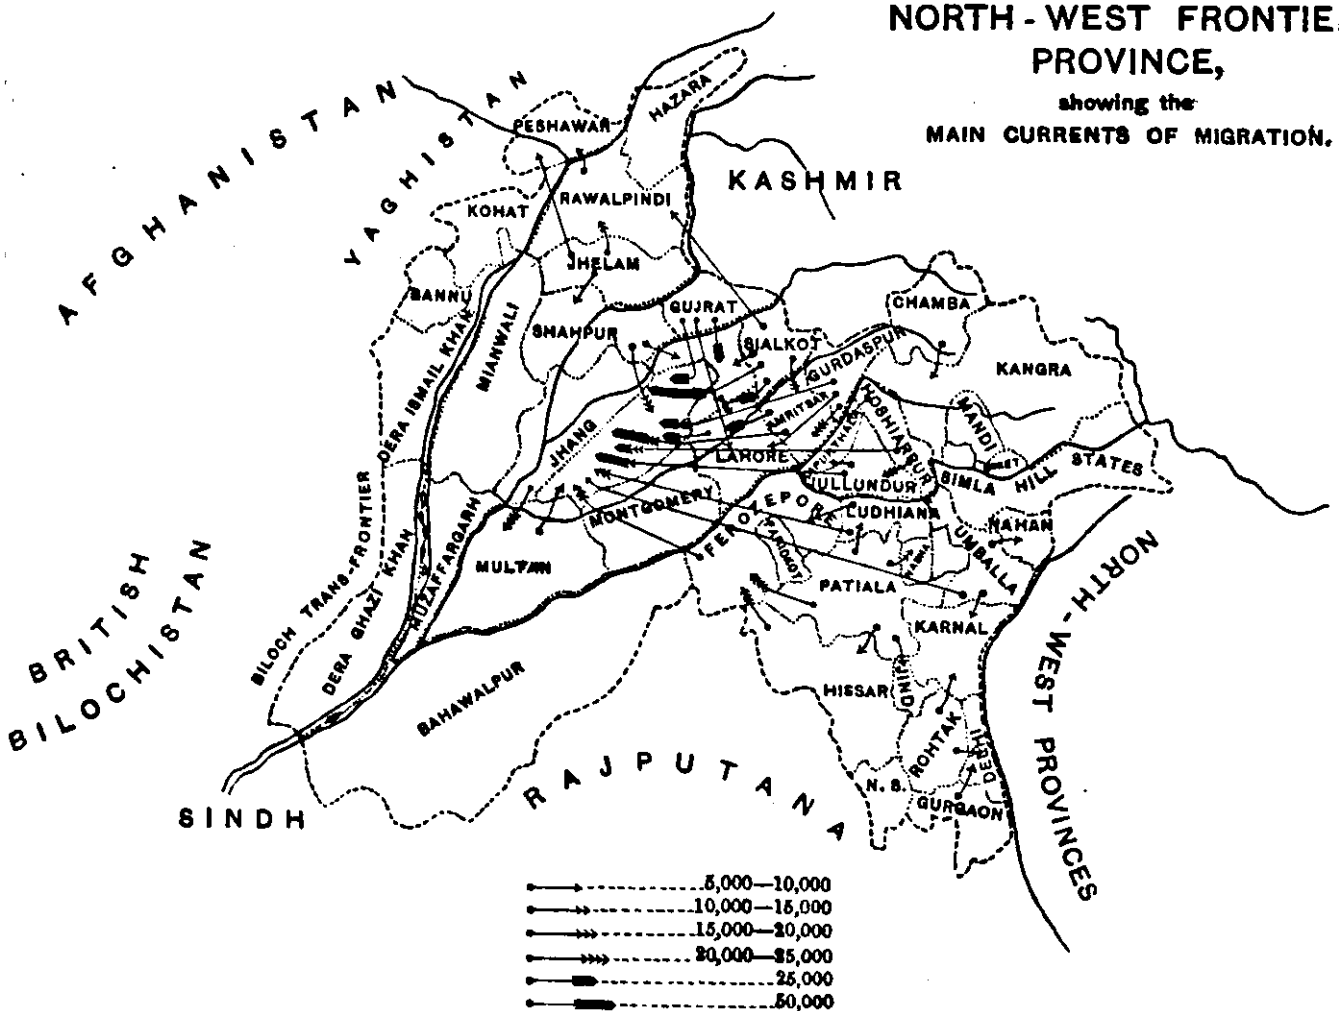 NORTH-WEST FRONTIE
PROVINCE,
showing the
MAIN CURRENTS OF MIGRATION.
AFGHANISTAN
YAGHISTAN
PESHAWAR
HAZARA
KASHMIR
RAWALPINDI
KOHAT
JHELAM
BANNU
GUJRAT
CHAMBA
SHAHPUR
SIALKOT
MIANWALI
GURDASPUR
KANGRA
DERA ISMAIL KHAN
AMRITSAR
HOSHIARPUR
MANDI
JHANG
LAHORE
SIMLA HILL STATES
JULLUNDUR
MONTGOMERY
FEROZEPORE
LUDHIANA
NAHAN
UMBALLA
FARIDKOT
MULTAN
MUZAFFARGARH
PATIALA
BILOCH TRANS-FRONTIER
DERA GHAZI KHAN
KARNAL
NORTH-WEST PROVINCES
BRITISH
BILOCHISTAN
BAHAWALPUR
HISSAR
JIND
ROHTAK
DELHI
RAJPUTANA
N. S.
GURGAON
SINDH
5,000—10,000
10,000—15,000
15,000—20,000
20,000—25,000
25,000
50,000